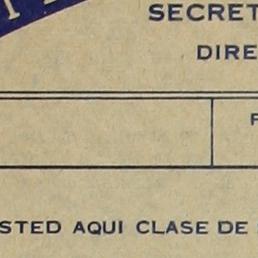 SECRET
DIRE
STED AQUI CLASE DE